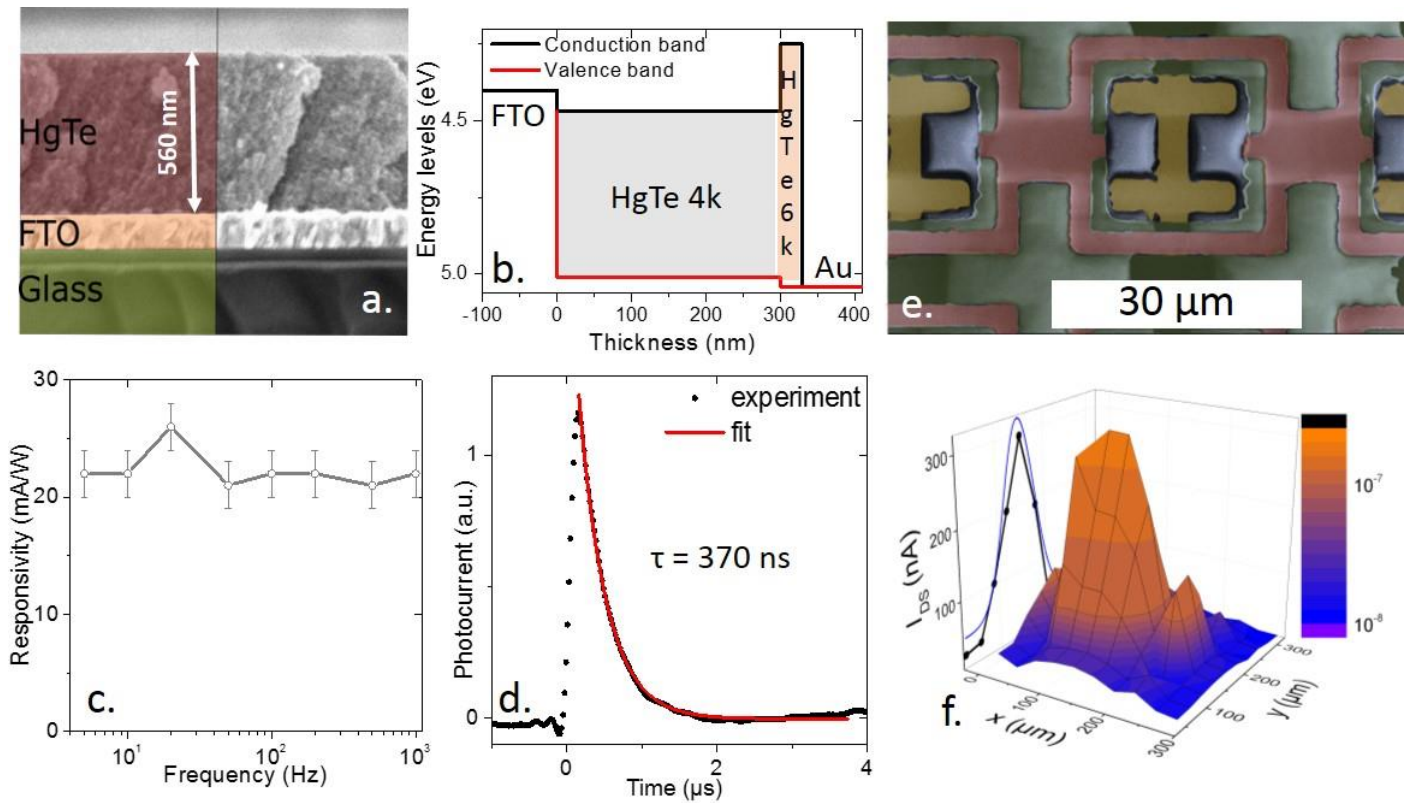 HgTe
560 nm
FTO
Glass
a.
Energy levels (eV)
4.5
5.0
Conduction band
Valence band
FTO
HgTe 4k
HgTe6k
Au
b.
-100 0 100 200 300 400
Thickness (nm)
30 µm
e.
Responsivity (mA/W)
30
20
10
0
c.
10¹ 10² 10³
Frequency (Hz)
Photocurrent (a.u.)
1
0
experiment
fit
τ = 370 ns
d.
0 2 4
Time (µs)
I_DS (nA)
300
200
100
10⁻⁷
10⁻⁸
f.
0 100 200 300
x (µm)
100 200 300
y (µm)